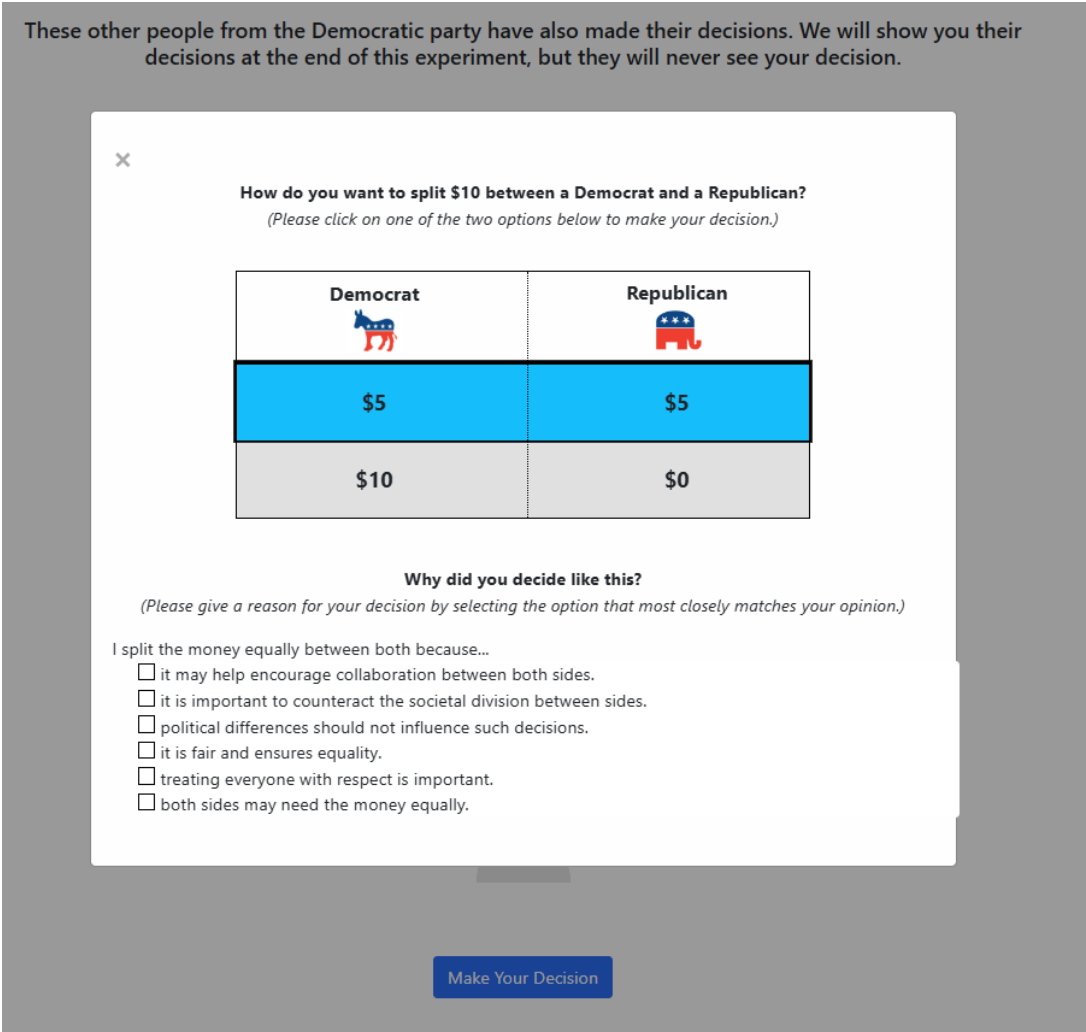 These other people from the Democratic party have also made their decisions. We will show you their
decisions at the end of this experiment, but they will never see your decision.
×
How do you want to split $10 between a Democrat and a Republican?
(Please click on one of the two options below to make your decision.)
Democrat Republican
$5 $5
$10 $0
Why did you decide like this?
(Please give a reason for your decision by selecting the option that most closely matches your opinion.)
I split the money equally between both because...
it may help encourage collaboration between both sides.
it is important to counteract the societal division between sides.
political differences should not influence such decisions.
it is fair and ensures equality.
treating everyone with respect is important.
both sides may need the money equally.
Make Your Decision